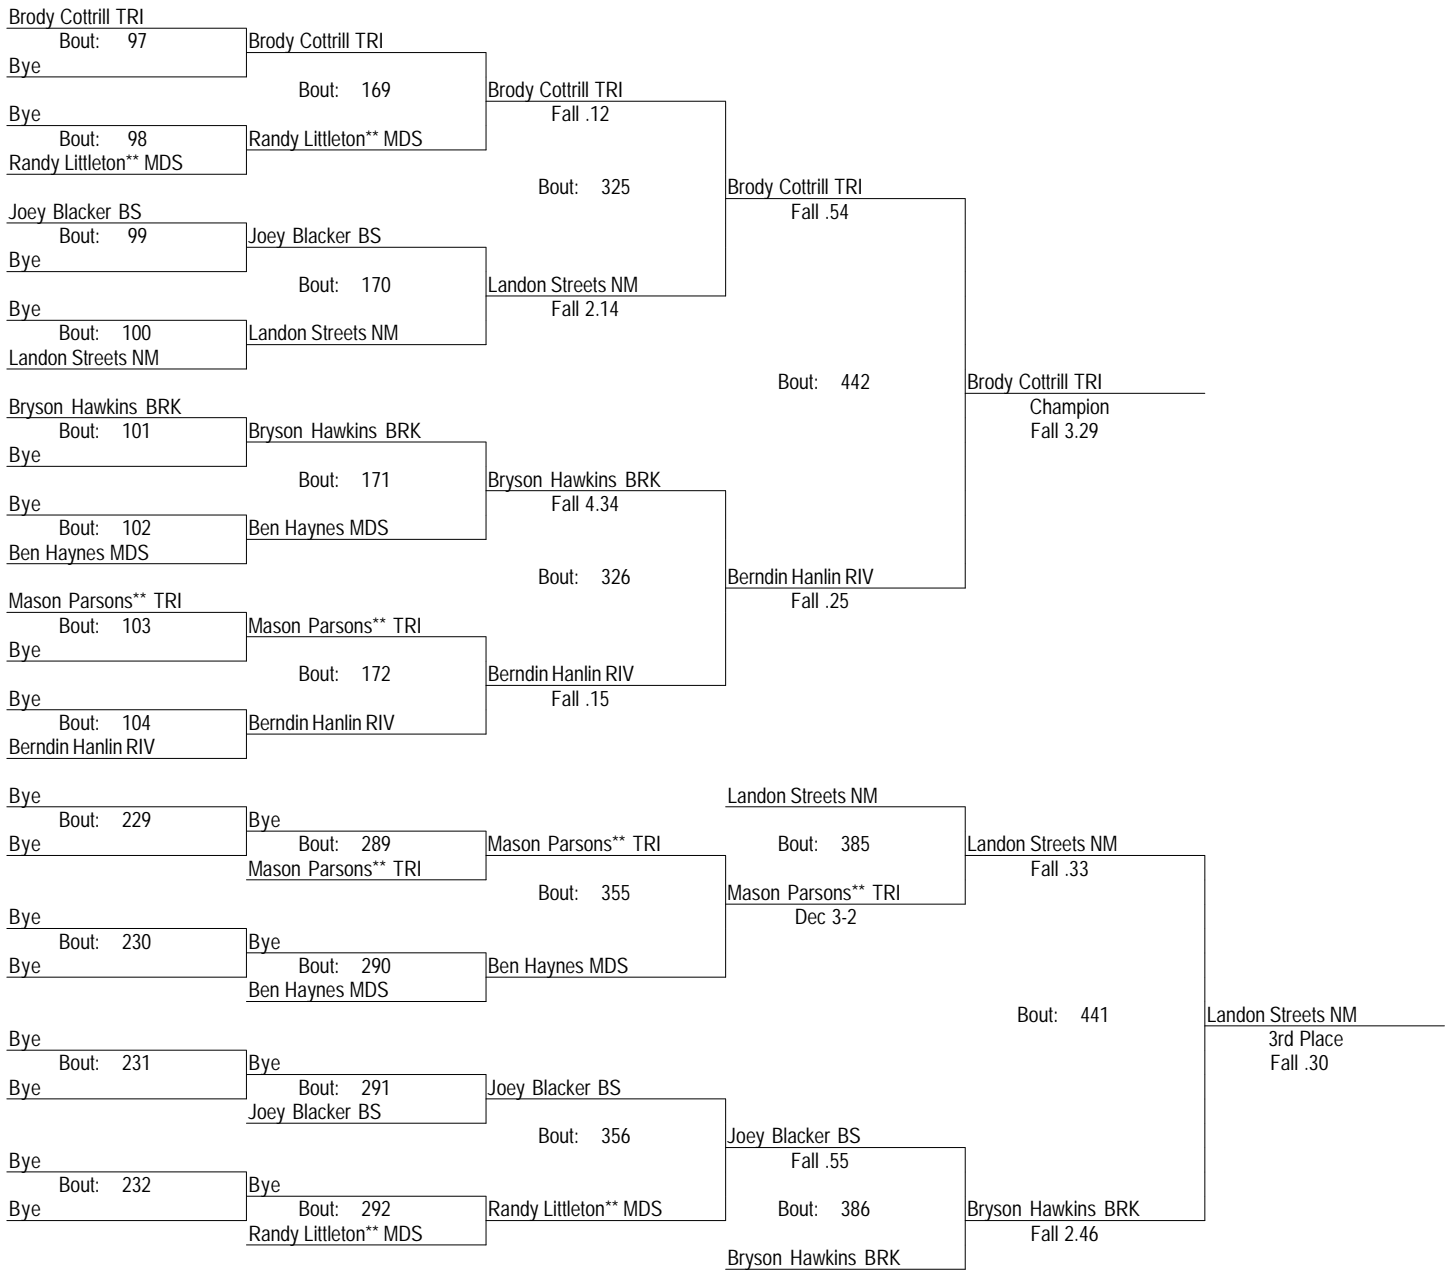 Brody Cottrill TRI
Bout: 97
Brody Cottrill TRI
Bye
Bout: 169
Brody Cottrill TRI
Fall .12
Bye
Bout: 98
Randy Littleton** MDS
Randy Littleton** MDS
Bout: 325
Brody Cottrill TRI
Fall .54
Joey Blacker BS
Bout: 99
Joey Blacker BS
Bye
Bout: 170
Landon Streets NM
Fall 2.14
Bye
Bout: 100
Landon Streets NM
Landon Streets NM
Bout: 442
Brody Cottrill TRI
Champion
Fall 3.29
Bryson Hawkins BRK
Bout: 101
Bryson Hawkins BRK
Bye
Bout: 171
Bryson Hawkins BRK
Fall 4.34
Bye
Bout: 102
Ben Haynes MDS
Ben Haynes MDS
Bout: 326
Berndin Hanlin RIV
Fall .25
Mason Parsons** TRI
Bout: 103
Mason Parsons** TRI
Bye
Bout: 172
Berndin Hanlin RIV
Fall .15
Bye
Bout: 104
Berndin Hanlin RIV
Berndin Hanlin RIV
Bye
Landon Streets NM
Bout: 229
Bye
Bye
Bout: 289
Mason Parsons** TRI
Bout: 385
Landon Streets NM
Mason Parsons** TRI
Fall .33
Bout: 355
Mason Parsons** TRI
Dec 3-2
Bye
Bout: 230
Bye
Bye
Bout: 290
Ben Haynes MDS
Ben Haynes MDS
Bout: 441
Landon Streets NM
3rd Place
Fall .30
Bye
Bout: 231
Bye
Bye
Bout: 291
Joey Blacker BS
Joey Blacker BS
Bout: 356
Joey Blacker BS
Fall .55
Bye
Bout: 232
Bye
Bye
Bout: 292
Randy Littleton** MDS
Bout: 386
Bryson Hawkins BRK
Randy Littleton** MDS
Fall 2.46
Bryson Hawkins BRK